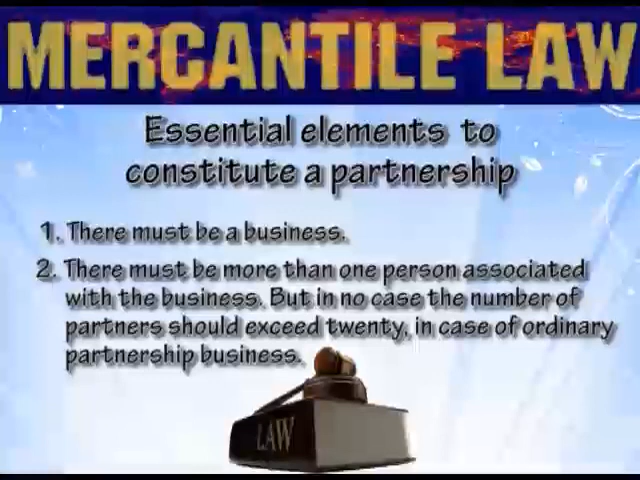 MERCANTILE LAW
Essential elements to
constitute a partnership
1. There must be a business.
2. There must be more than one person associated
with the business. But in no case the number of
partners should exceed twenty, in case of ordinary
partnership business.
LAW